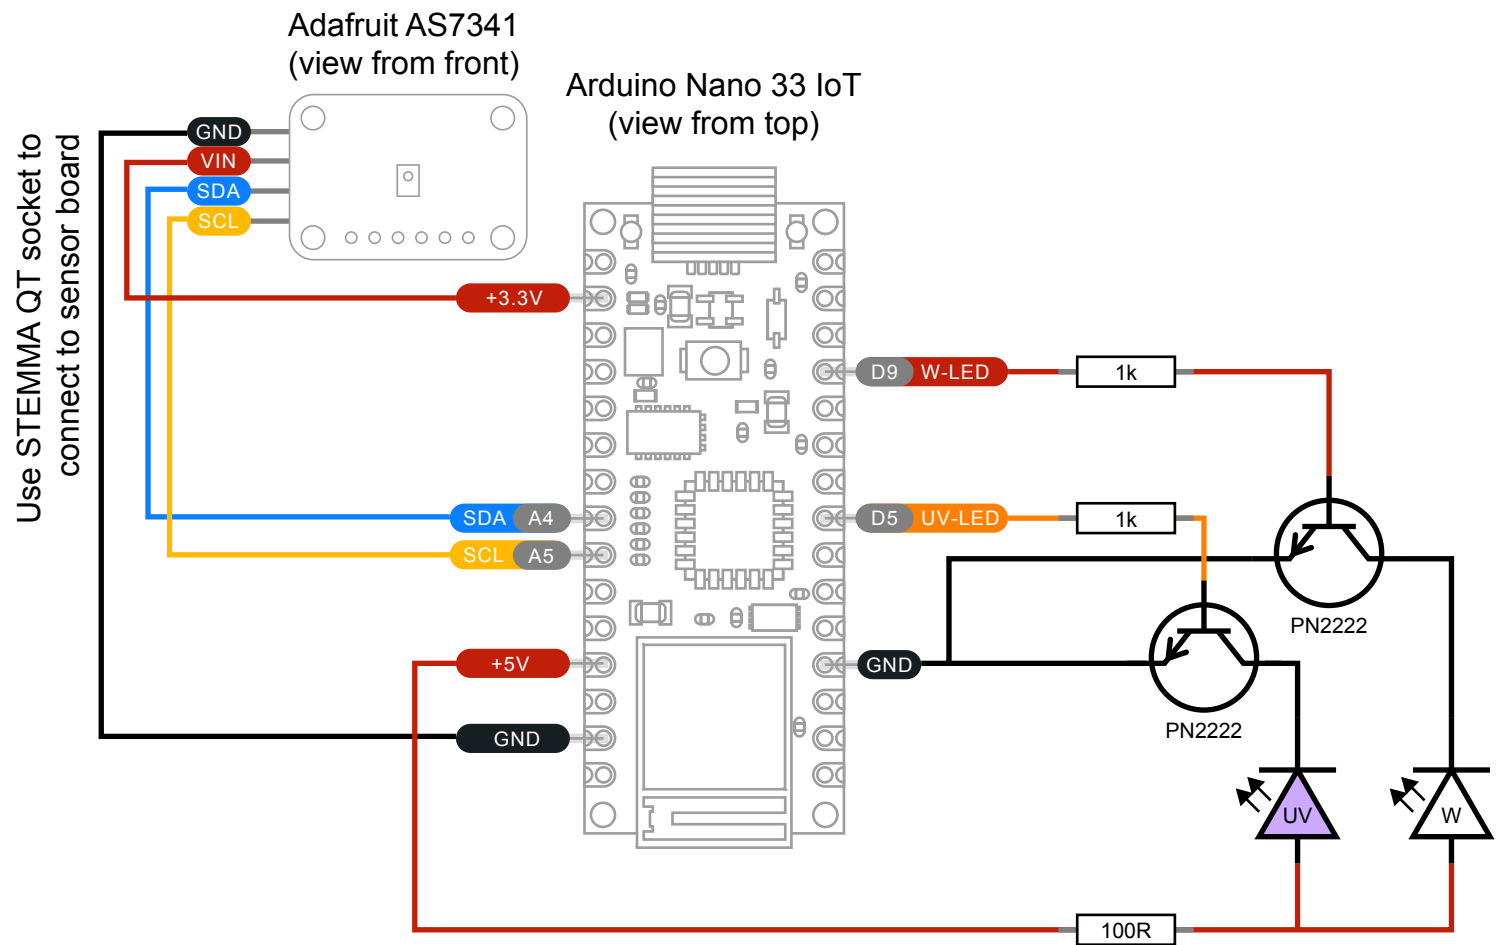 Adafruit AS7341
(view from front)
Arduino Nano 33 IoT
(view from top)
Use STEMMA QT socket to
connect to sensor board
GND
VIN
SDA
SCL
+3.3V
SDA A4
SCL A5
+5V
GND
D9 W-LED
1k
D5 UV-LED
1k
GND
PN2222
PN2222
UV
W
100R